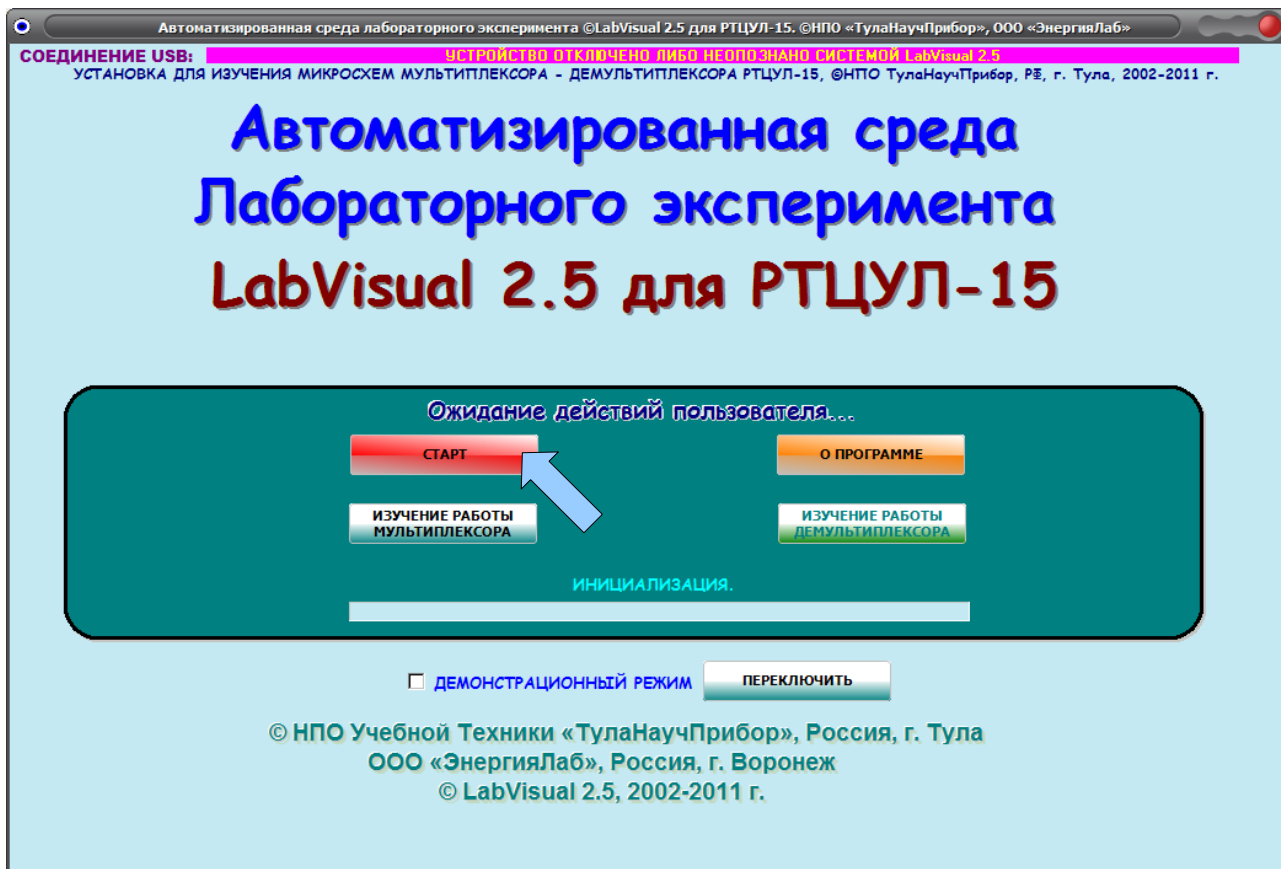 Автоматизированная среда лабораторного эксперимента ©LabVisual 2.5 для РТЦУЛ-15. ©НПО «ТулаНаучПрибор», ООО «ЭнергияЛаб»
СОЕДИНЕНИЕ USB: УСТРОЙСТВО ОТКЛЮЧЕНО ЛИБО НЕОПОЗНАНО СИСТЕМОЙ LabVisual 2.5
УСТАНОВКА ДЛЯ ИЗУЧЕНИЯ МИКРОСХЕМ МУЛЬТИПЛЕКСОРА - ДЕМУЛЬТИПЛЕКСОРА РТЦУЛ-15, ©НТПО ТулаНаучПрибор, РФ, г. Тула, 2002-2011 г.
Автоматизированная среда
Лабораторного эксперимента
LabVisual 2.5 для РТЦУЛ-15
Ожидание действий пользователя...
СТАРТ
О ПРОГРАММЕ
ИЗУЧЕНИЕ РАБОТЫ
МУЛЬТИПЛЕКСОРА
ИЗУЧЕНИЕ РАБОТЫ
ДЕМУЛЬТИПЛЕКСОРА
ИНИЦИАЛИЗАЦИЯ.
ДЕМОНСТРАЦИОННЫЙ РЕЖИМ
ПЕРЕКЛЮЧИТЬ
© НПО Учебной Техники «ТулаНаучПрибор», Россия, г. Тула
ООО «ЭнергияЛаб», Россия, г. Воронеж
© LabVisual 2.5, 2002-2011 г.